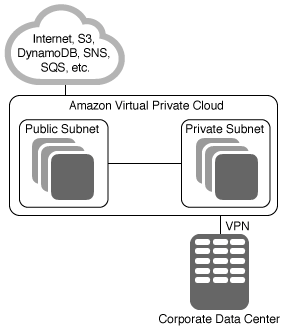 Internet, S3,
DynamoDB, SNS,
SQS, etc.
Amazon Virtual Private Cloud
Public Subnet
Private Subnet
VPN
Corporate Data Center